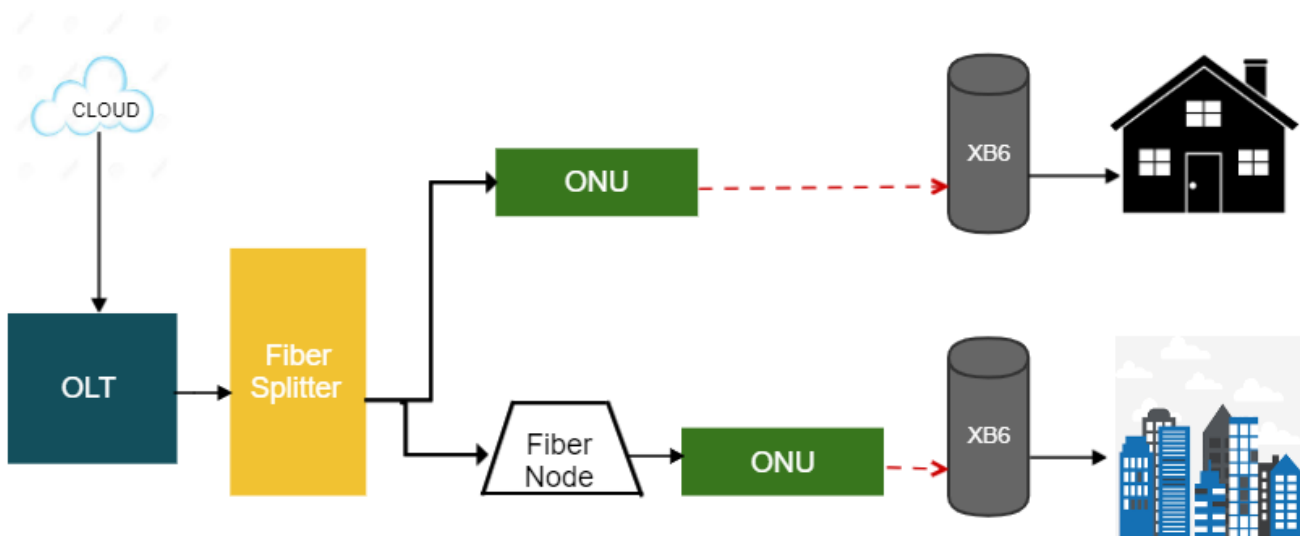 CLOUD
ONU
XB6
OLT
Fiber
Splitter
Fiber
Node
ONU
XB6